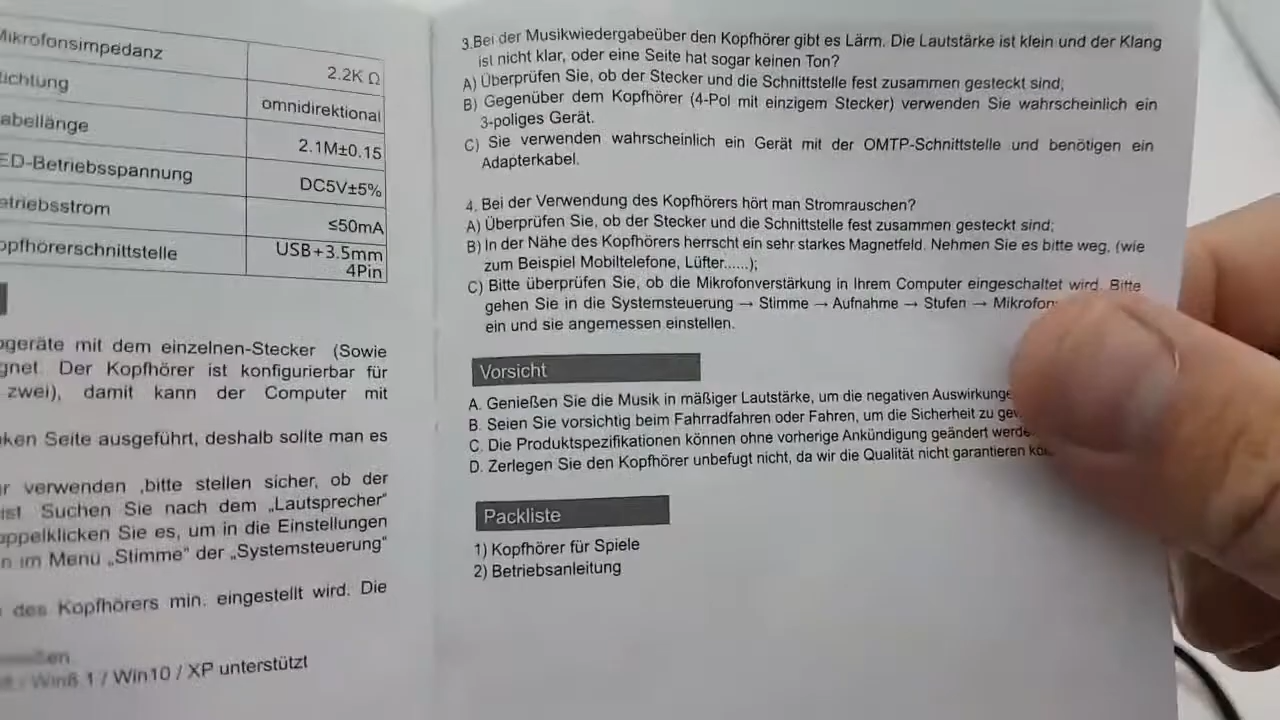 Mikrofonsimpedanz 2.2K Ω
omnidirektional
2.1M±0.15
ED-Betriebsspannung DC5V±5%
≤50mA
USB+3.5mm
4Pin
mit dem einzelnen-Stecker (Sowie
Der Kopfhörer ist konfigurierbar für
zwei), damit kann der Computer mit
Seite ausgeführt, deshalb sollte man es
verwenden ,bitte stellen sicher, ob der
ist. Suchen Sie nach dem „Lautsprecher“
Sie es, um in die Einstellungen
im Menü „Stimme“ der „Systemsteuerung“
des Kopfhörers min. eingestellt wird. Die
/ Win10 / XP unterstützt
3.Bei der Musikwiedergabeüber den Kopfhörer gibt es Lärm. Die Lautstärke ist klein und der Klang
ist nicht klar, oder eine Seite hat sogar keinen Ton?
A) Überprüfen Sie, ob der Stecker und die Schnittstelle fest zusammen gesteckt sind;
B) Gegenüber dem Kopfhörer (4-Pol mit einzigem Stecker) verwenden Sie wahrscheinlich ein
3-poliges Gerät.
C) Sie verwenden wahrscheinlich ein Gerät mit der OMTP-Schnittstelle und benötigen ein
Adapterkabel.
4. Bei der Verwendung des Kopfhörers hört man Stromrauschen?
A) Überprüfen Sie, ob der Stecker und die Schnittstelle fest zusammen gesteckt sind;
B) In der Nähe des Kopfhörers herrscht ein sehr starkes Magnetfeld. Nehmen Sie es bitte weg, (wie
zum Beispiel Mobiltelefone, Lüfter......);
C) Bitte überprüfen Sie, ob die Mikrofonverstärkung in Ihrem Computer eingeschaltet wird. Bitte
gehen Sie in die Systemsteuerung → Stimme → Aufnahme → Stufen → Mikrofon
ein und sie angemessen einstellen.
Vorsicht
A. Genießen Sie die Musik in mäßiger Lautstärke, um die negativen
B. Seien Sie vorsichtig beim Fahrradfahren oder Fahren, um die Sicherheit zu
C. Die Produktspezifikationen können ohne vorherige Ankündigung geändert
D. Zerlegen Sie den Kopfhörer unbefugt nicht, da wir die Qualität nicht garantieren
Packliste
1) Kopfhörer für Spiele
2) Betriebsanleitung